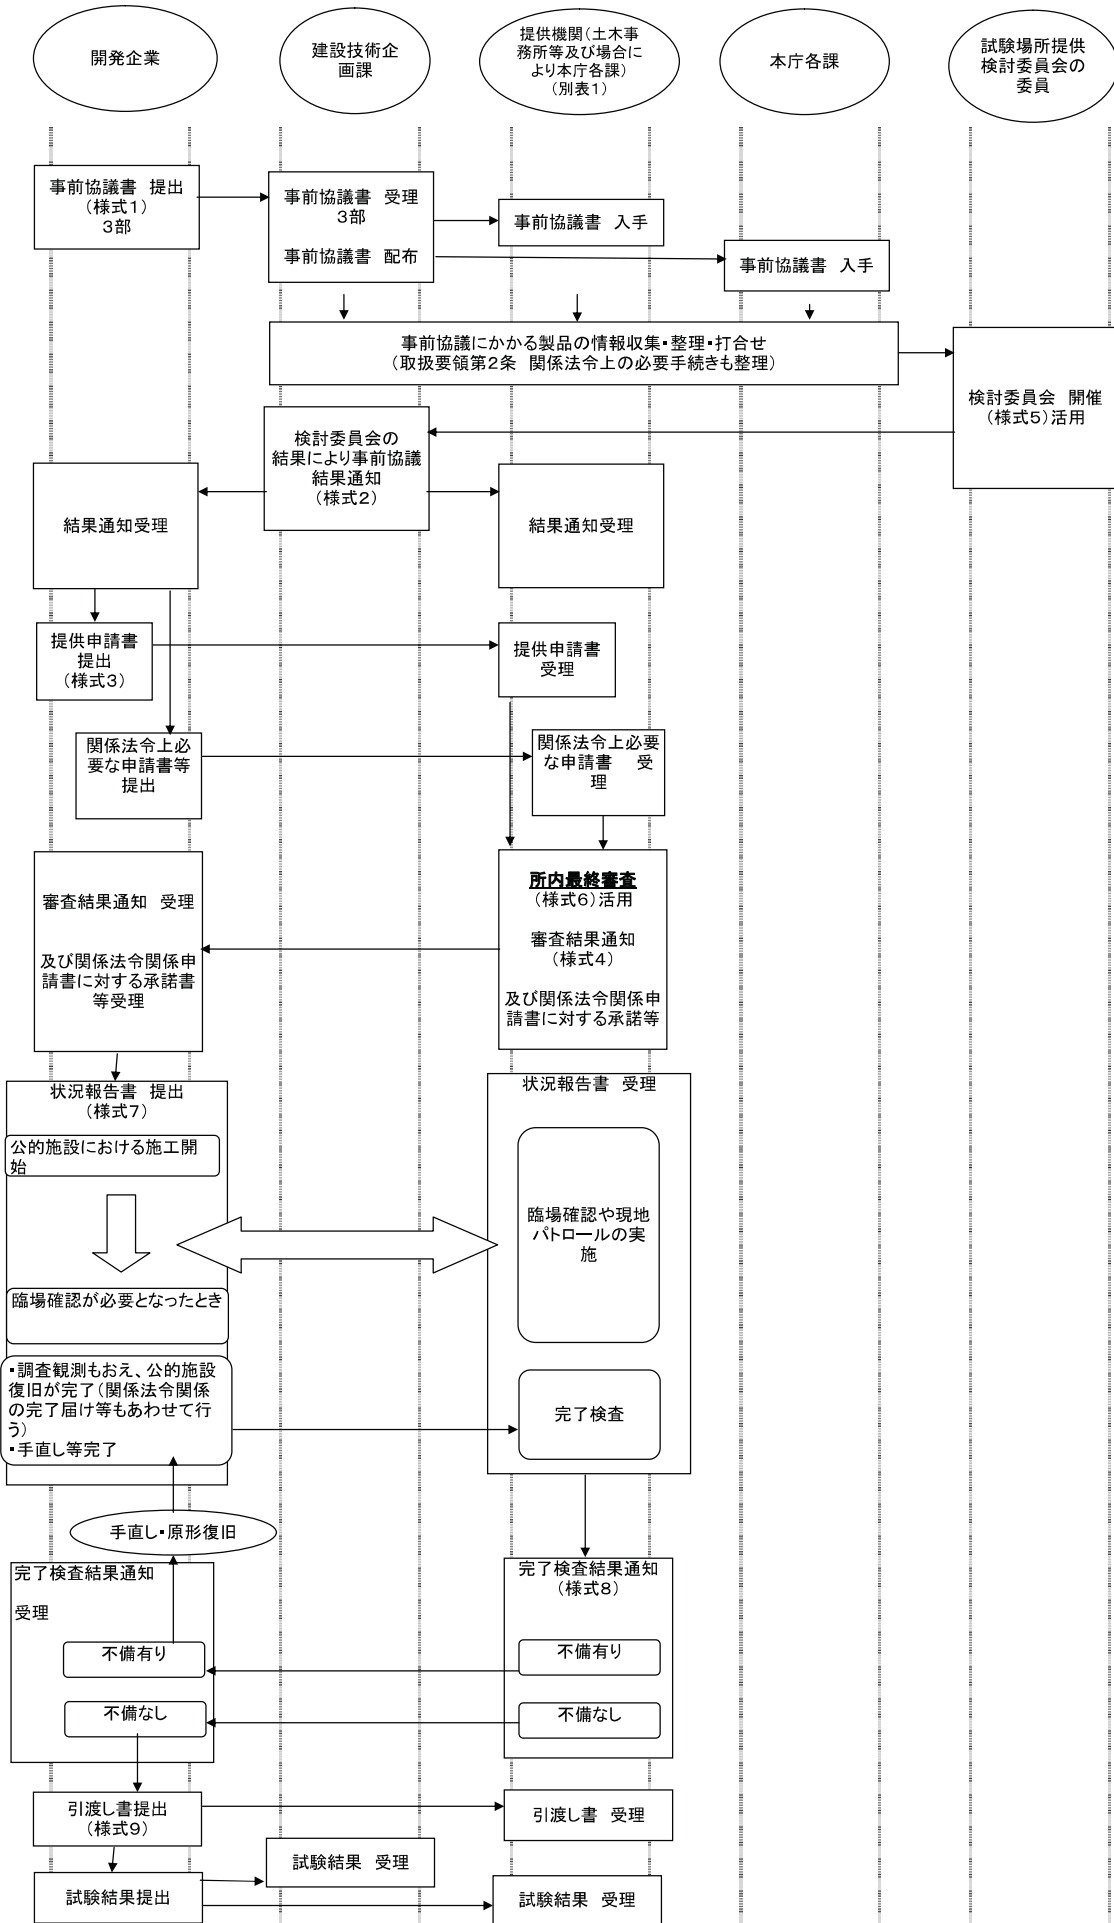 開発企業
建設技術企
画課
提供機関(土木事
務所等及び場合に
より本庁各課)
(別表1)
本庁各課
試験場所提供
検討委員会の
委員
事前協議書 提出
(様式1)
3部
事前協議書 受理
3部
事前協議書 配布
事前協議書 入手
事前協議書 入手
事前協議にかかる製品の情報収集・整理・打合せ
(取扱要領第2条 関係法令上の必要手続きも整理)
検討委員会 開催
(様式5)活用
検討委員会の
結果により事前協議
結果通知
(様式2)
結果通知受理
結果通知受理
提供申請書
提出
(様式3)
提供申請書
受理
関係法令上必
要な申請書等
提出
関係法令上必要
な申請書 受
理
審査結果通知 受理
及び関係法令関係申
請書に対する承諾書
等受理
所内最終審査
(様式6)活用
審査結果通知
(様式4)
及び関係法令関係申
請書に対する承諾等
状況報告書 提出
(様式7)
公的施設における施工開
始
臨場確認が必要となったとき
・調査観測もおえ、公的施設
復旧が完了(関係法令関係
の完了届け等もあわせて行
う)
・手直し等完了
状況報告書 受理
臨場確認や現地
パトロールの実
施
完了検査
手直し・原形復旧
完了検査結果通知
受理
不備有り
不備なし
完了検査結果通知
(様式8)
不備有り
不備なし
引渡し書提出
(様式9)
引渡し書 受理
試験結果 受理
試験結果提出
試験結果 受理